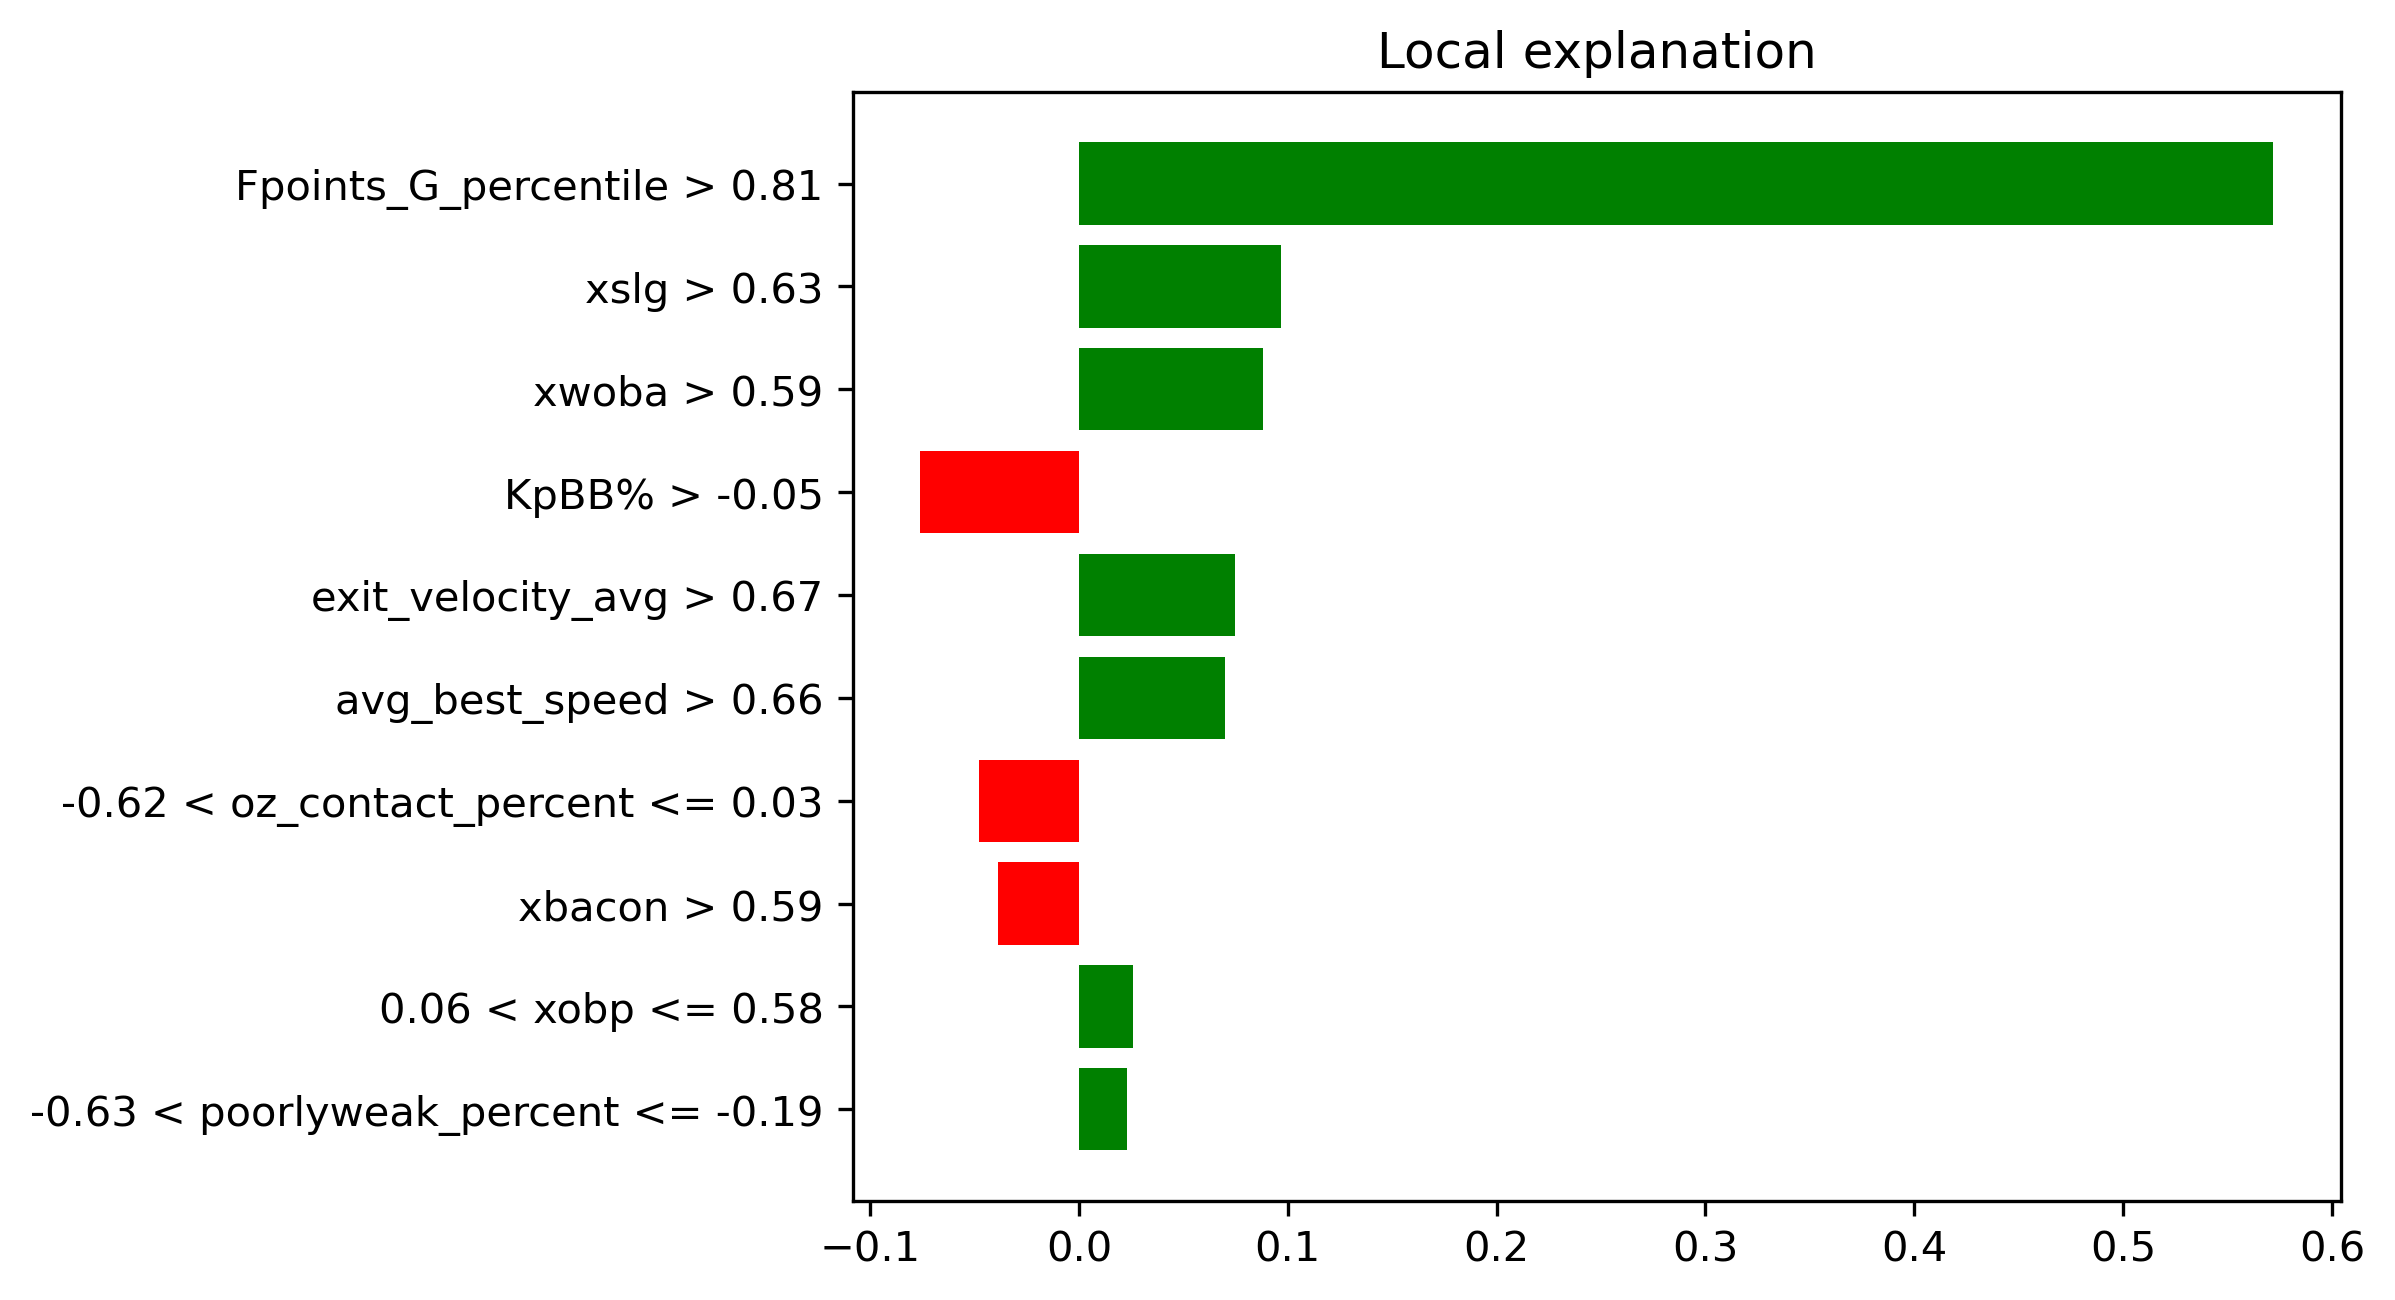 Local explanation
Fpoints_G_percentile > 0.81
xslg > 0.63
xwoba > 0.59
KpBB% > -0.05
exit_velocity_avg > 0.67
avg_best_speed > 0.66
-0.62 < oz_contact_percent <= 0.03
xbacon > 0.59
0.06 < xobp <= 0.58
-0.63 < poorlyweak_percent <= -0.19
−0.1 0.0 0.1 0.2 0.3 0.4 0.5 0.6